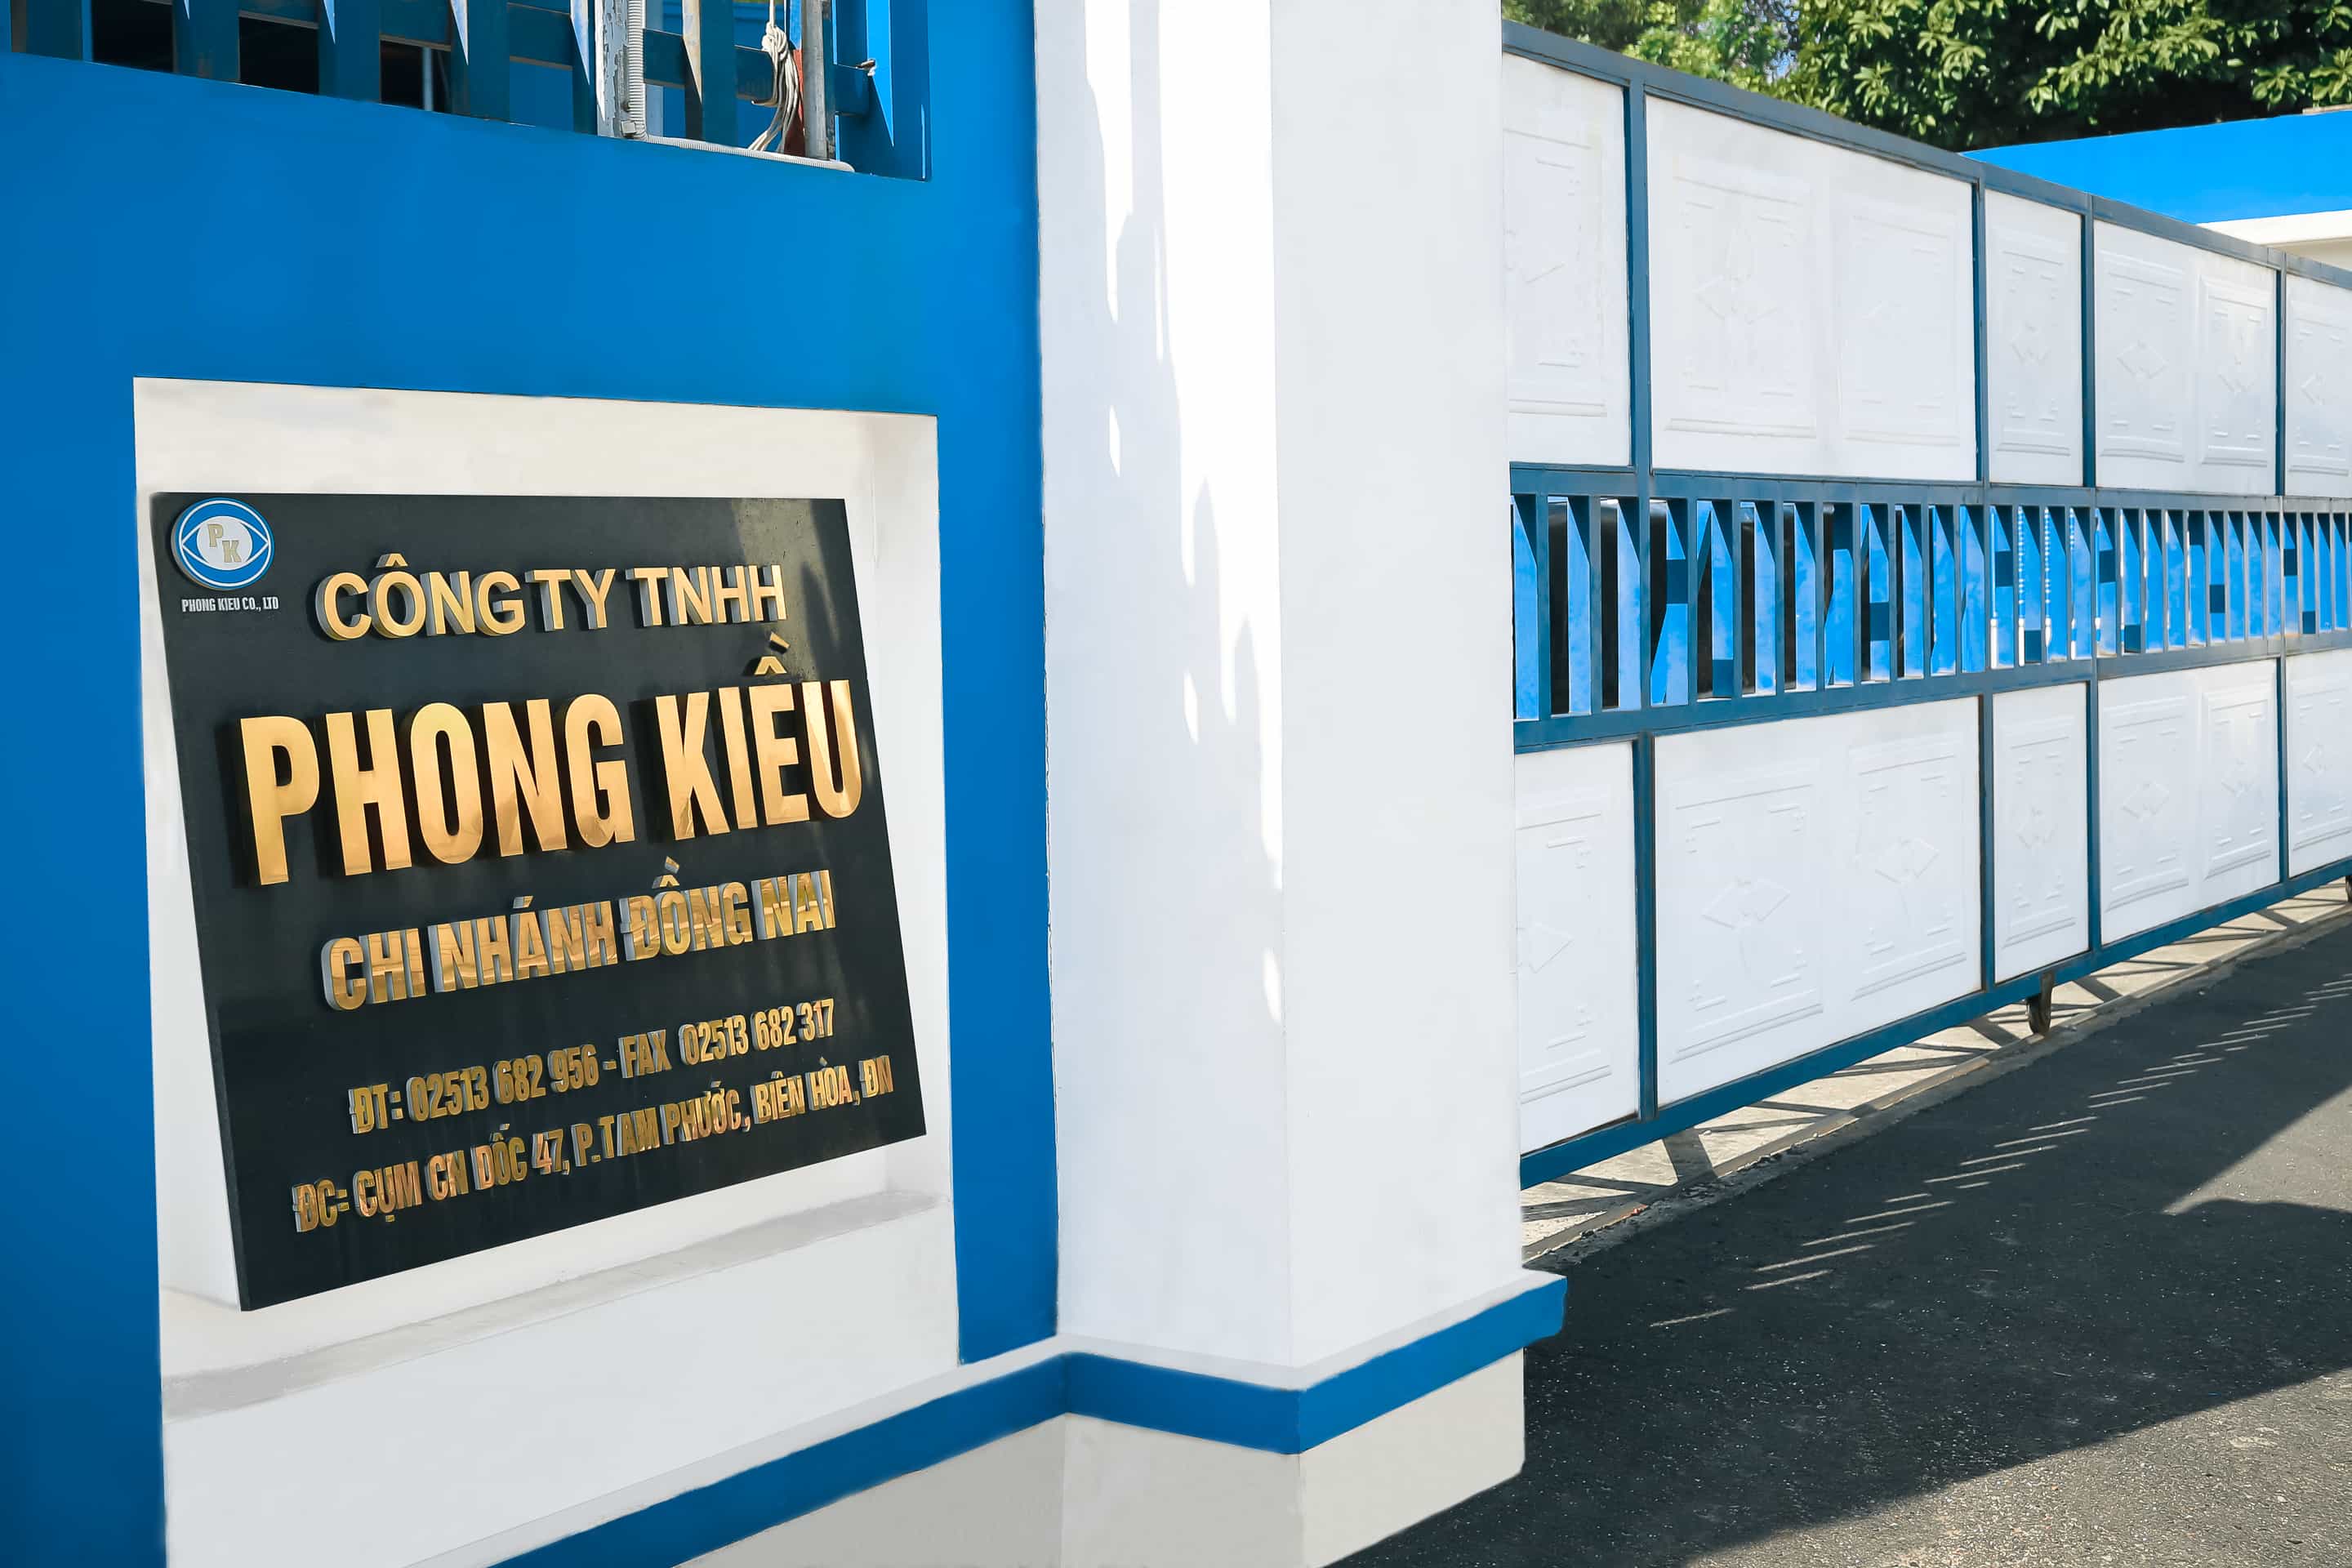 PK
PHONG KIEU CO., LTD
CÔNG TY TNHH
PHONG KIỀU
CHI NHÁNH ĐỒNG NAI
ĐT: 02513 682 956 - FAX 02513 682 317
ĐC: CỤM CN DỐC 47, P.TAM PHƯỚC, BIÊN HÒA, ĐN